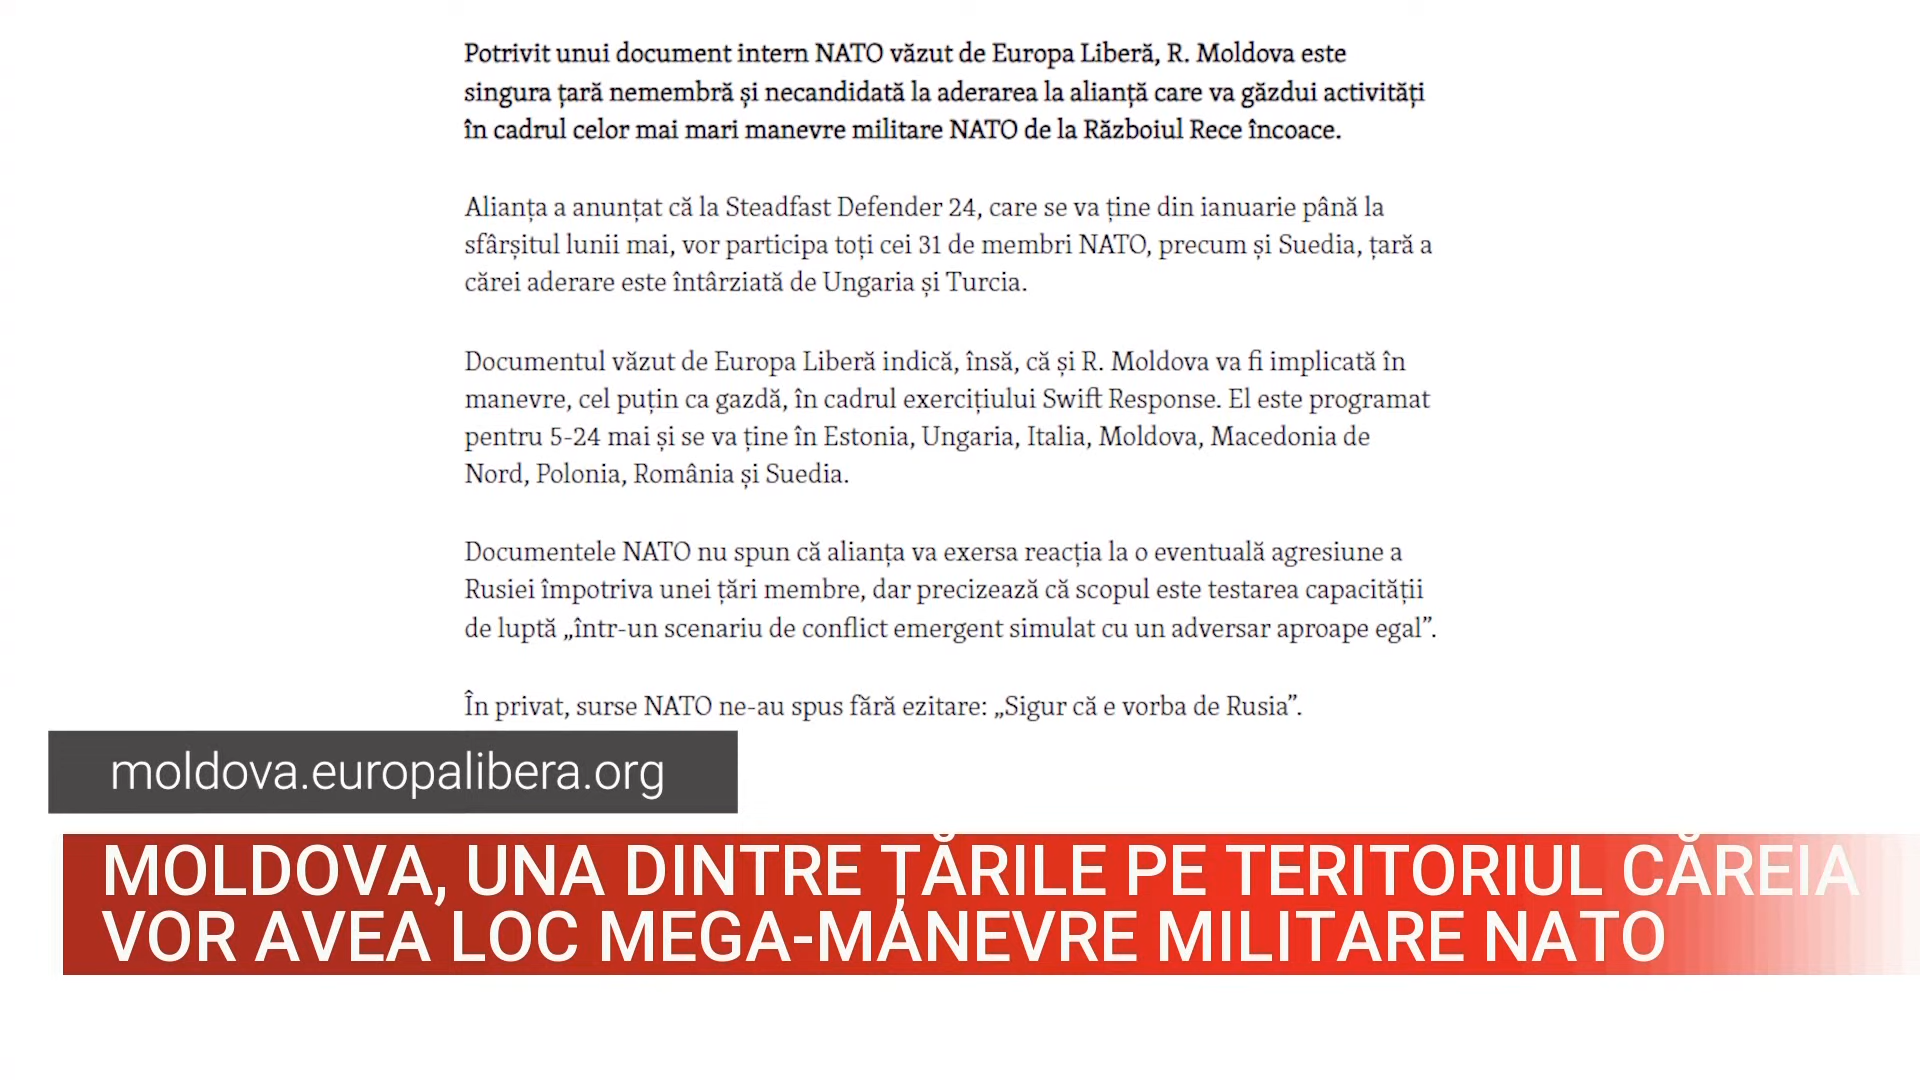 Potrivit unui document intern NATO văzut de Europa Liberă, R. Moldova este
singura țară nemembră și necandidată la aderarea la alianță care va găzdui activități
în cadrul celor mai mari manevre militare NATO de la Războiul Rece încoace.
Alianța a anunțat că la Steadfast Defender 24, care se va ține din ianuarie până la
sfârșitul lunii mai, vor participa toți cei 31 de membri NATO, precum și Suedia, țară a
cărei aderare este întârziată de Ungaria și Turcia.
Documentul văzut de Europa Liberă indică, însă, că și R. Moldova va fi implicată în
manevre, cel puțin ca gazdă, în cadrul exercițiului Swift Response. El este programat
pentru 5-24 mai și se va ține în Estonia, Ungaria, Italia, Moldova, Macedonia de
Nord, Polonia, România și Suedia.
Documentele NATO nu spun că alianța va exersa reacția la o eventuală agresiune a
Rusiei împotriva unei țări membre, dar precizează că scopul este testarea capacității
de luptă „într-un scenariu de conflict emergent simulat cu un adversar aproape egal”.
În privat, surse NATO ne-au spus fără ezitare: „Sigur că e vorba de Rusia”.
moldova.europalibera.org
MOLDOVA, UNA DINTRE ȚĂRILE PE TERITORIUL CĂREIA
VOR AVEA LOC MEGA-MANEVRE MILITARE NATO